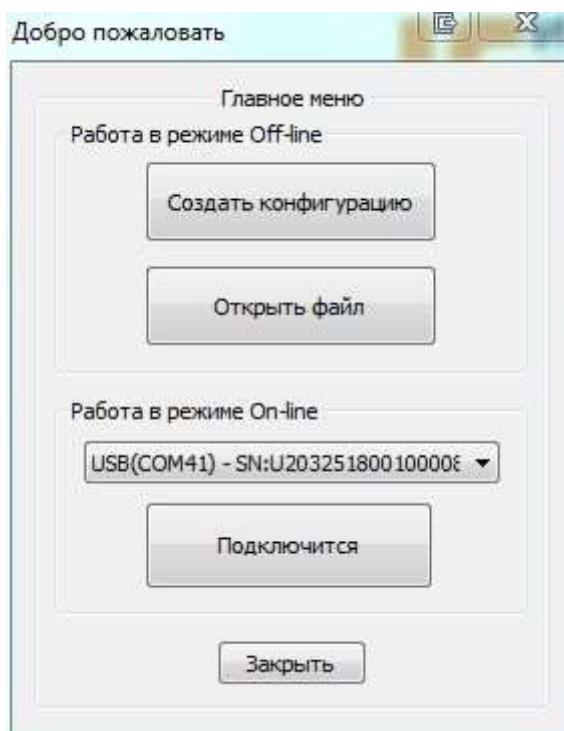 Добро пожаловать
Главное меню
Работа в режиме Off-line
Создать конфигурацию
Открыть файл
Работа в режиме On-line
USB(COM41) - SN:U203251800100008
Подключится
Закрыть